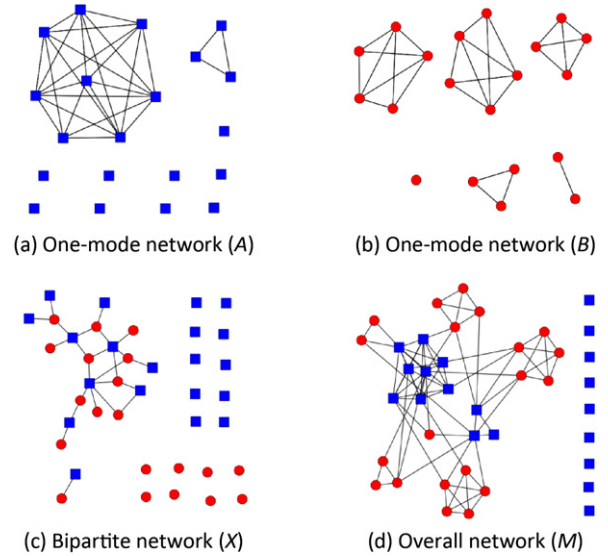 (a) One-mode network (A)
(b) One-mode network (B)
(c) Bipartite network (X)
(d) Overall network (M)